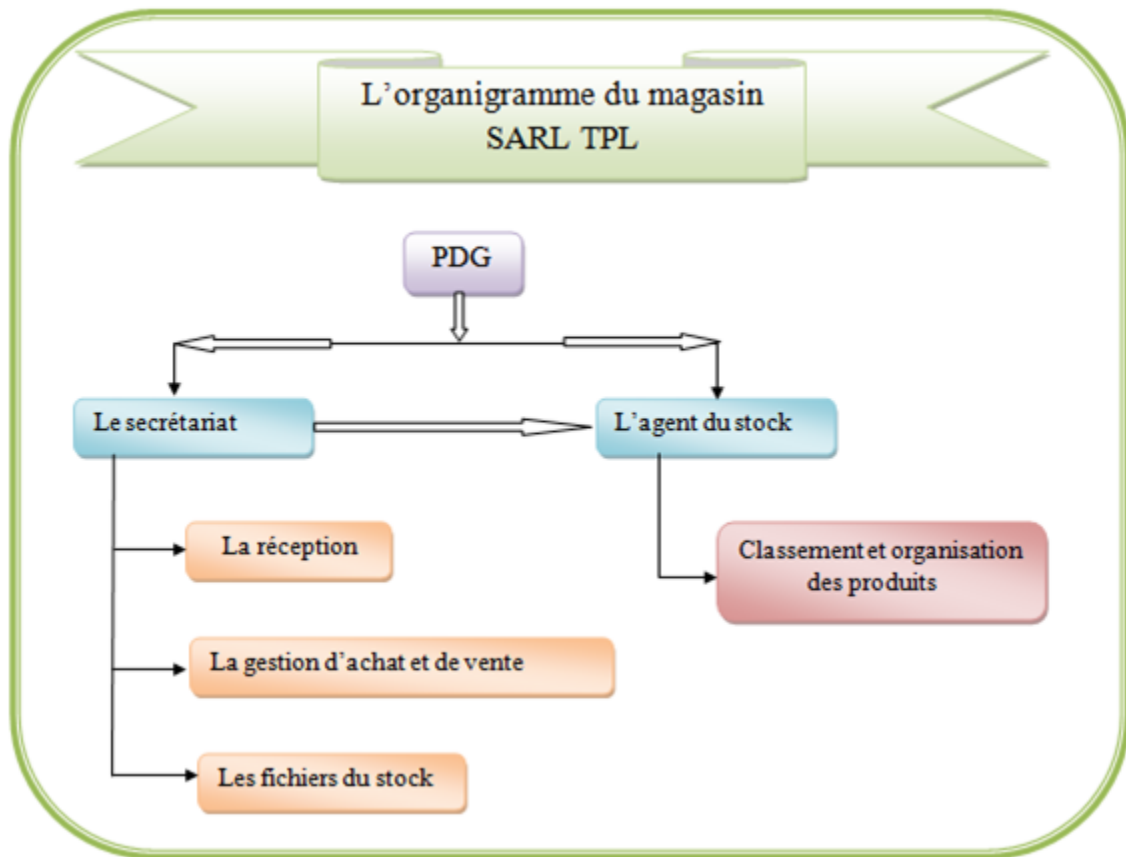 L'organigramme du magasin
SARL TPL
PDG
Le secrétariat
L'agent du stock
La réception
Classement et organisation
des produits
La gestion d'achat et de vente
Les fichiers du stock